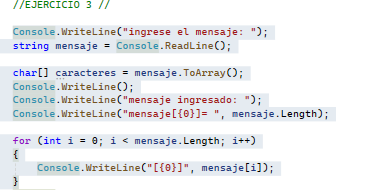 //EJERCICIO 3 //
Console.WriteLine("ingrese el mensaje: ");
string mensaje = Console.ReadLine();
char[] caracteres = mensaje.ToArray();
Console.WriteLine();
Console.WriteLine("mensaje ingresado: ");
Console.WriteLine("mensaje[{0}]= ", mensaje.Length);
for (int i = 0; i < mensaje.Length; i++)
{
Console.WriteLine("[{0}]", mensaje[i]);
}